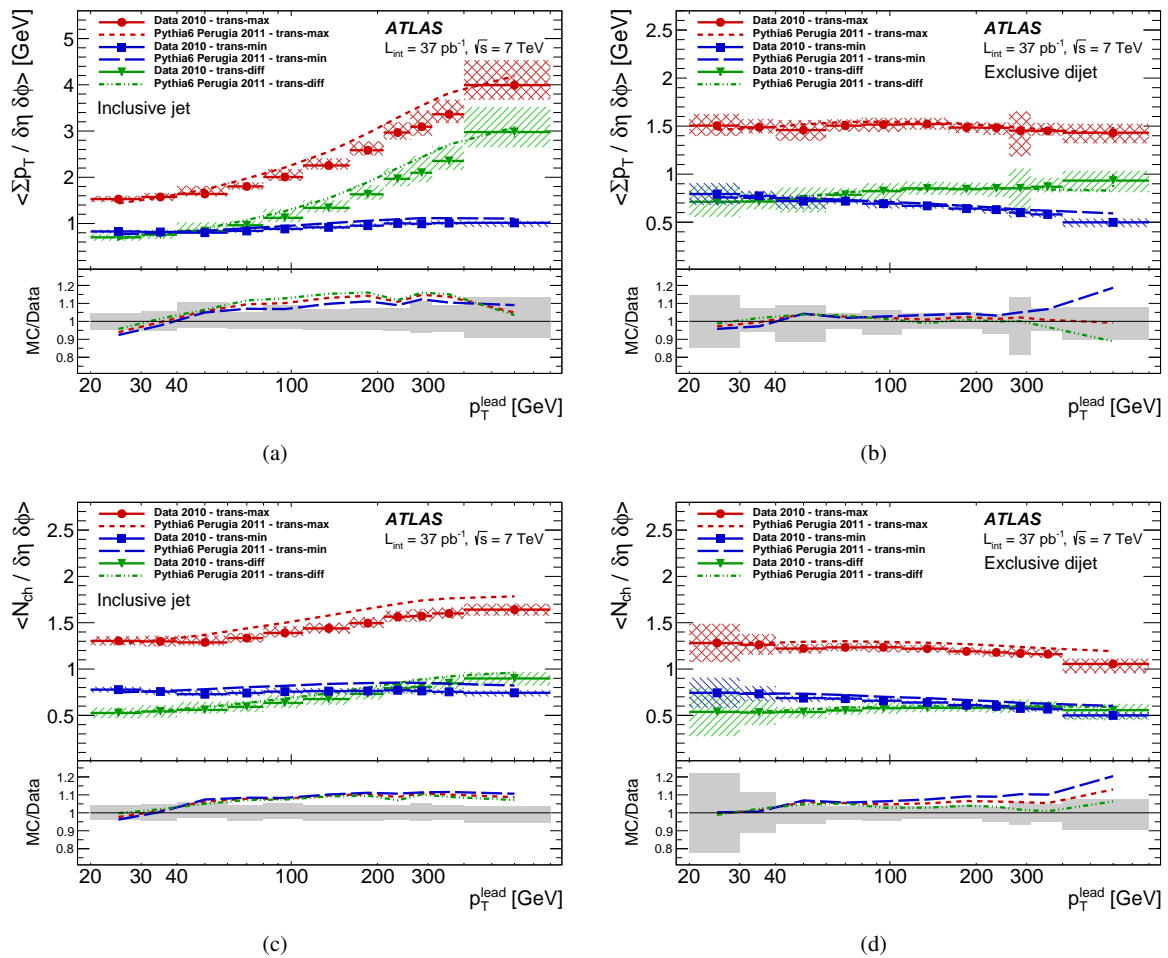 <Σp_T / δη δφ> [GeV]
Data 2010 - trans-max
Pythia6 Perugia 2011 - trans-max
Data 2010 - trans-min
Pythia6 Perugia 2011 - trans-min
Data 2010 - trans-diff
Pythia6 Perugia 2011 - trans-diff
ATLAS
L_int = 37 pb⁻¹, √s = 7 TeV
Inclusive jet
5
4
3
2
1
MC/Data
1.2
1.1
1
0.9
0.8
20 30 40 100 200 300
p_T^lead [GeV]
(a)
<Σp_T / δη δφ> [GeV]
Data 2010 - trans-max
Pythia6 Perugia 2011 - trans-max
Data 2010 - trans-min
Pythia6 Perugia 2011 - trans-min
Data 2010 - trans-diff
Pythia6 Perugia 2011 - trans-diff
ATLAS
L_int = 37 pb⁻¹, √s = 7 TeV
Exclusive dijet
2.5
2
1.5
1
0.5
MC/Data
1.2
1.1
1
0.9
0.8
20 30 40 100 200 300
p_T^lead [GeV]
(b)
<N_ch / δη δφ>
Data 2010 - trans-max
Pythia6 Perugia 2011 - trans-max
Data 2010 - trans-min
Pythia6 Perugia 2011 - trans-min
Data 2010 - trans-diff
Pythia6 Perugia 2011 - trans-diff
ATLAS
L_int = 37 pb⁻¹, √s = 7 TeV
Inclusive jet
2.5
2
1.5
1
0.5
MC/Data
1.2
1.1
1
0.9
0.8
20 30 40 100 200 300
p_T^lead [GeV]
(c)
<N_ch / δη δφ>
Data 2010 - trans-max
Pythia6 Perugia 2011 - trans-max
Data 2010 - trans-min
Pythia6 Perugia 2011 - trans-min
Data 2010 - trans-diff
Pythia6 Perugia 2011 - trans-diff
ATLAS
L_int = 37 pb⁻¹, √s = 7 TeV
Exclusive dijet
2.5
2
1.5
1
0.5
MC/Data
1.2
1.1
1
0.9
0.8
20 30 40 100 200 300
p_T^lead [GeV]
(d)